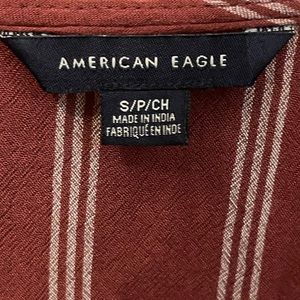 AMERICAN EAGLE
S/P/CH
MADE IN INDIA
FABRIQUÉ EN INDE